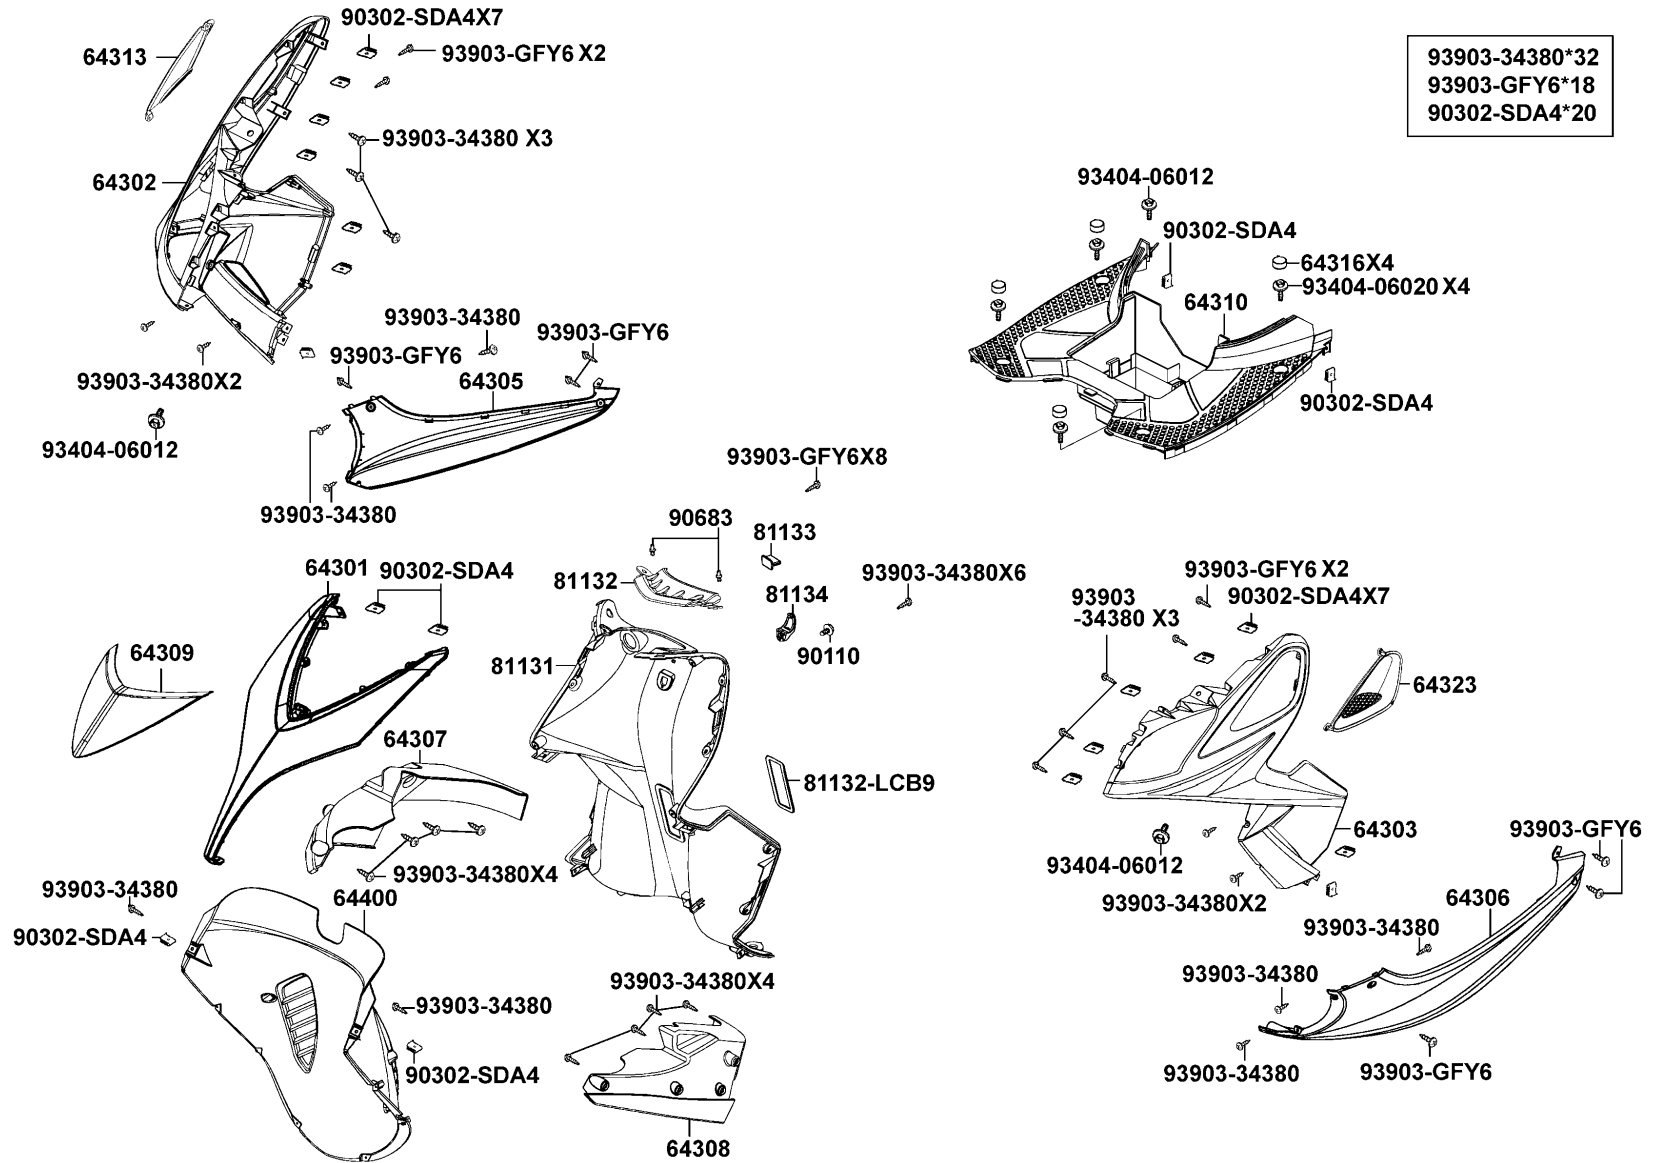 90302-SDA4X7
64313
93903-GFY6 X2
93903-34380*32
93903-GFY6*18
90302-SDA4*20
93903-34380 X3
64302
93404-06012
90302-SDA4
64316X4
93404-06020 X4
64310
93903-34380
93903-GFY6
93903-GFY6
93903-34380X2
64305
90302-SDA4
93404-06012
93903-GFY6X8
93903-34380
90683
81133
64301
90302-SDA4
81132
93903-34380X6
81134
93903-GFY6 X2
93903
-34380 X3
90302-SDA4X7
64309
81131
90110
64323
64307
81132-LCB9
64303
93903-GFY6
93404-06012
93903-34380X4
93903-34380
64400
93903-34380X2
64306
93903-34380
90302-SDA4
93903-34380X4
93903-34380
93903-34380
90302-SDA4
93903-34380
93903-GFY6
64308